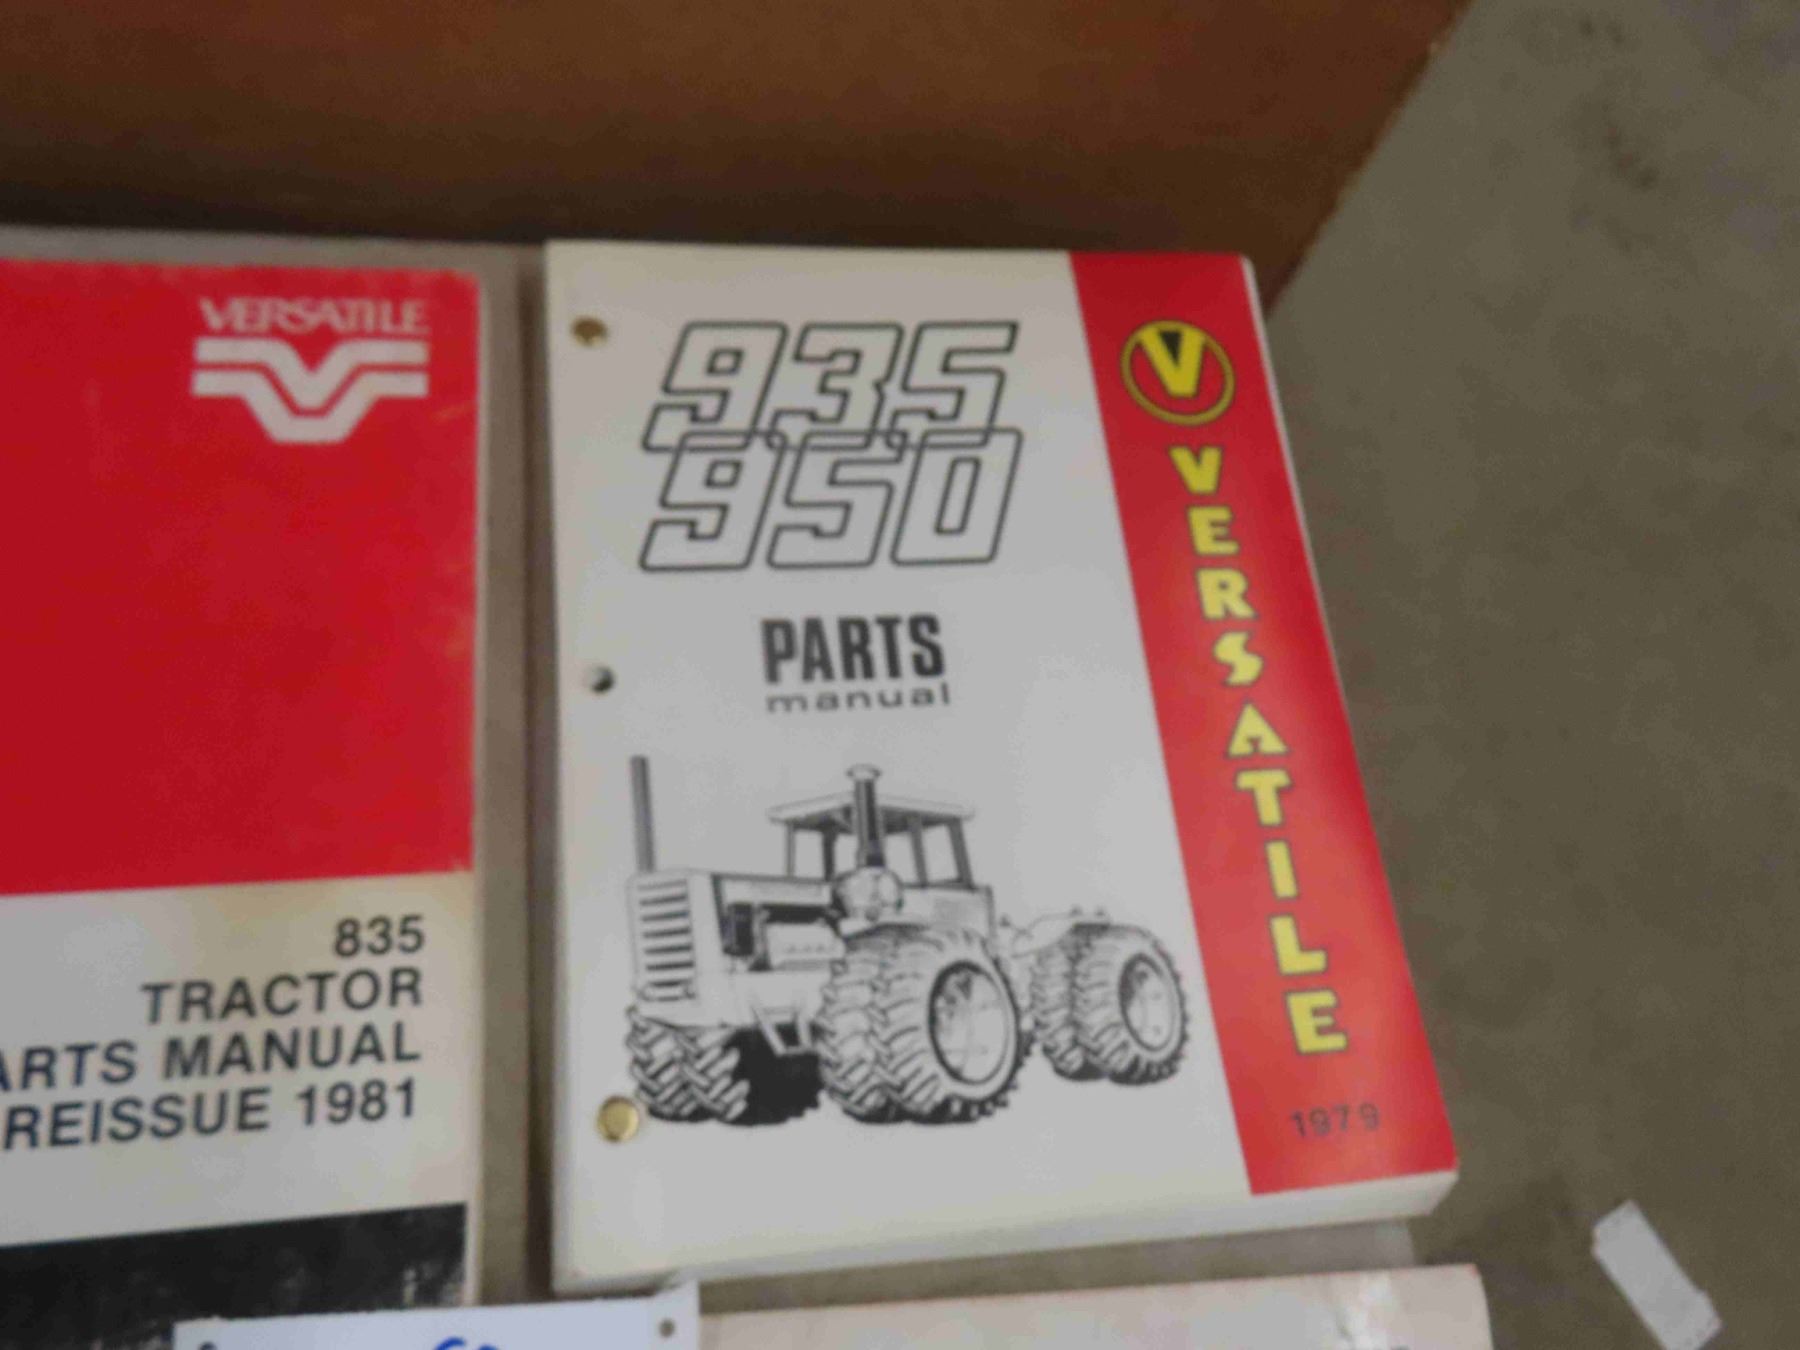 VERSATILE
835
TRACTOR
ARTS MANUAL
REISSUE 1981
935
950
PARTS
manual
V
VERSATILE
1979